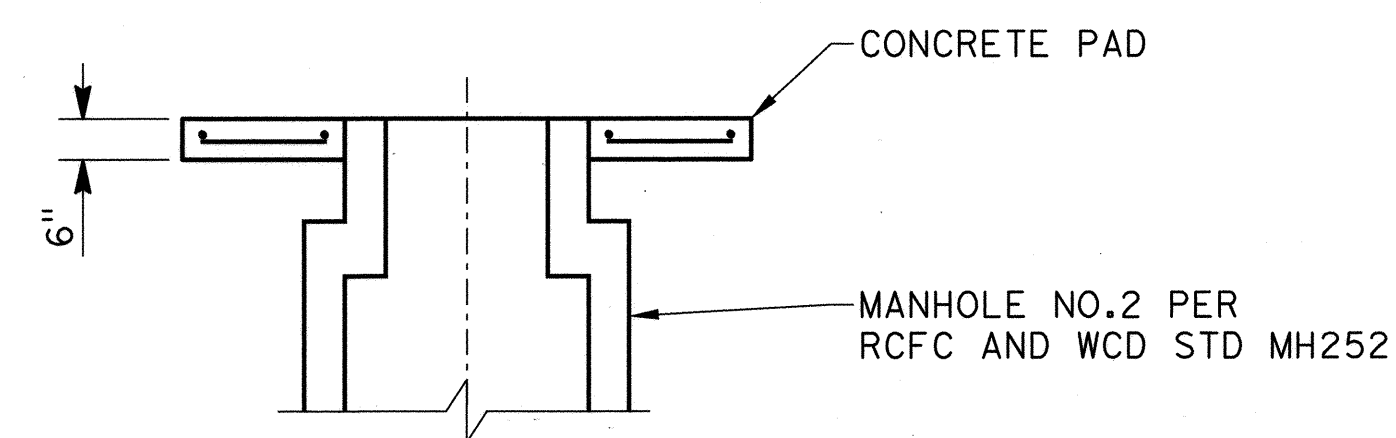 CONCRETE PAD
6"
MANHOLE NO.2 PER
RCFC AND WCD STD MH252